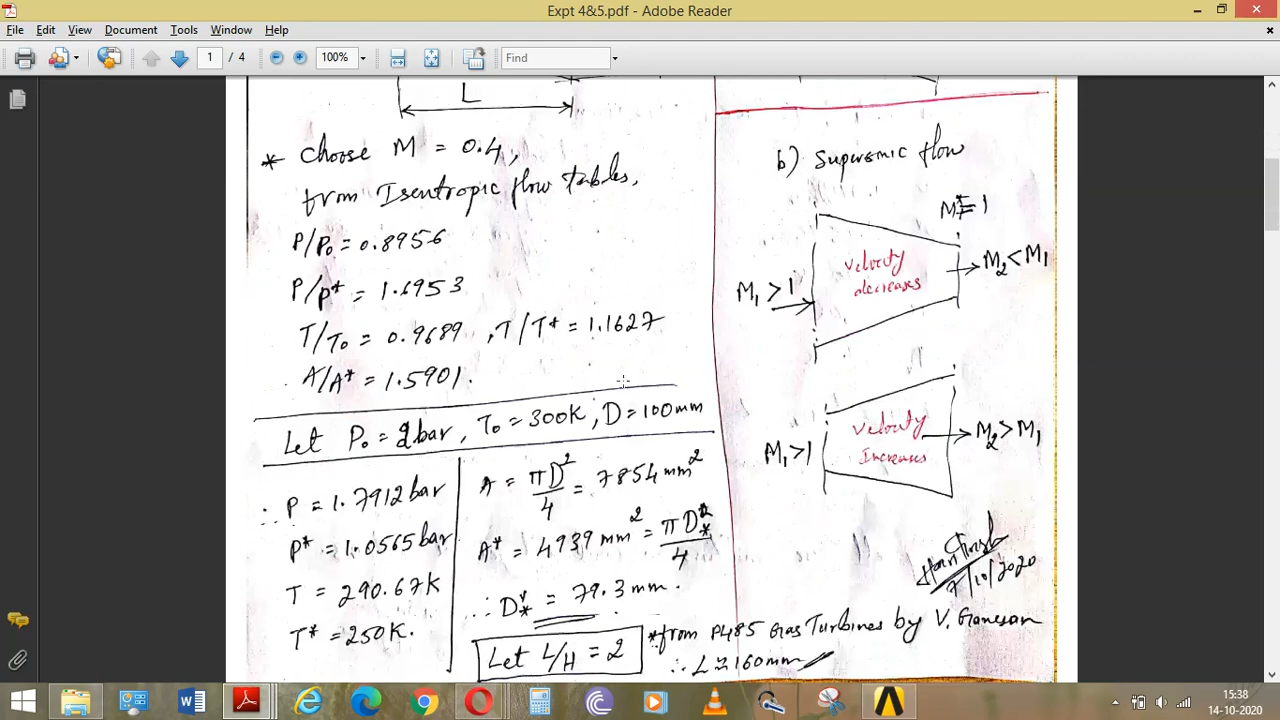 Expt 4&5.pdf - Adobe Reader
File Edit View Document Tools Window Help
1 / 4 100% Find
L
* Choose M = 0.4,
from Isentropic flow tables,
P/P₀ = 0.8956
P/P* = 1.6953
T/T₀ = 0.9689, T/T* = 1.1627
A/A* = 1.5901.
Let P₀ = 2 bar, T₀ = 300K, D = 100mm
∴ P = 1.7912 bar
P* = 1.0565 bar
T = 290.67K
T* = 250K.
A = πD²/4 = 7854 mm²
A* = 4939 mm² = πD*²/4
∴ D* = 79.3 mm.
Let L/H = 2
*from P485 Gas Turbines by V. Ganesan
∴ L ≈ 160mm
b) Supersonic flow
M* = 1
M₁ > 1
Velocity
decreases
M₂ < M₁
M₁ > 1
Velocity
Increases
M₂ > M₁
7/10/2020
15:38
14-10-2020